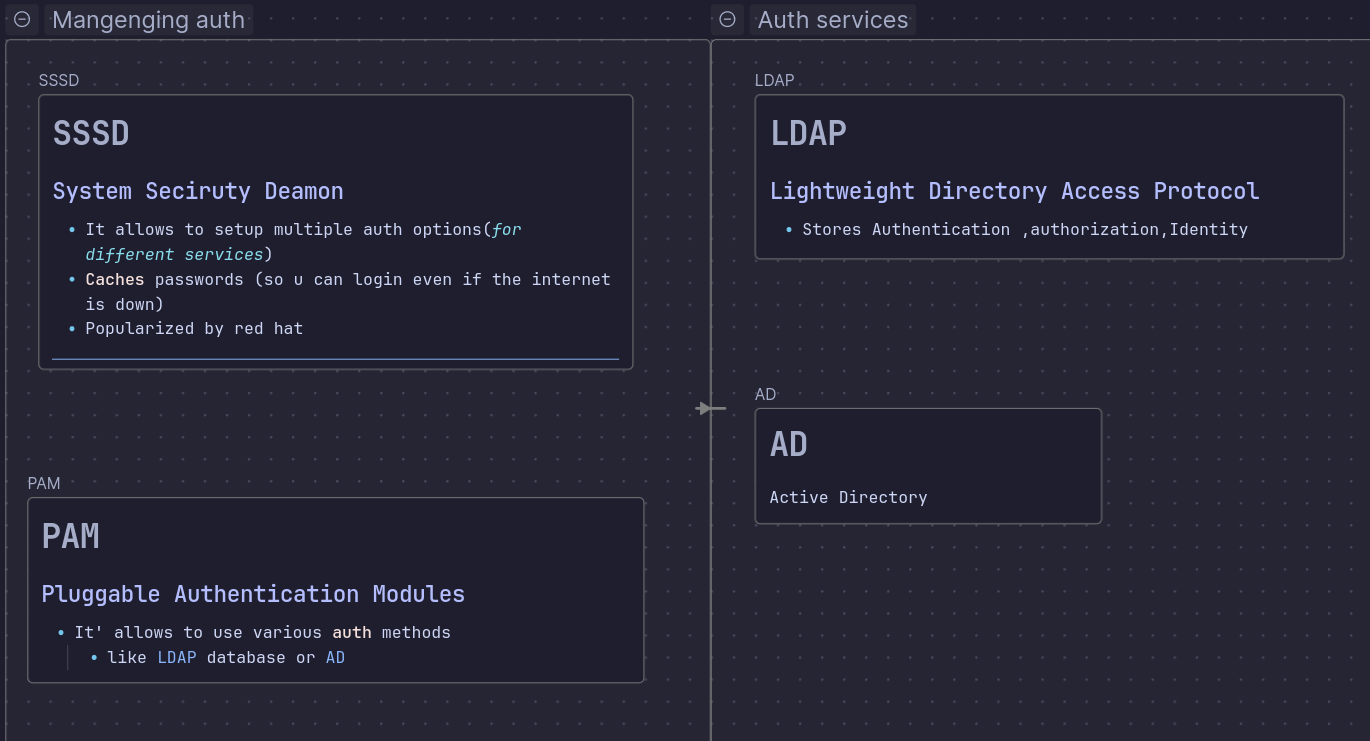 Mangenging auth
SSSD
SSSD
System Seciruty Deamon
• It allows to setup multiple auth options(for
different services)
• Caches passwords (so u can login even if the internet
is down)
• Popularized by red hat
PAM
PAM
Pluggable Authentication Modules
• It' allows to use various auth methods
• like LDAP database or AD
Auth services
LDAP
LDAP
Lightweight Directory Access Protocol
• Stores Authentication ,authorization,Identity
AD
AD
Active Directory